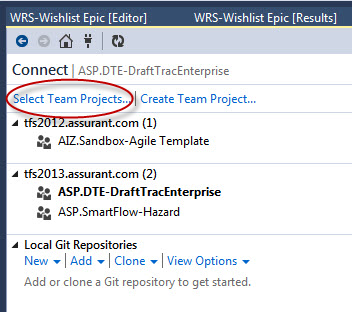 WRS-Wishlist Epic [Editor] WRS-Wishlist Epic [Results]
Connect | ASP.DTE-DraftTracEnterprise
Select Team Projects... | Create Team Project...
tfs2012.assurant.com (1)
AIZ.Sandbox-Agile Template
tfs2013.assurant.com (2)
ASP.DTE-DraftTracEnterprise
ASP.SmartFlow-Hazard
Local Git Repositories
New | Add | Clone | View Options
Add or clone a Git repository to get started.